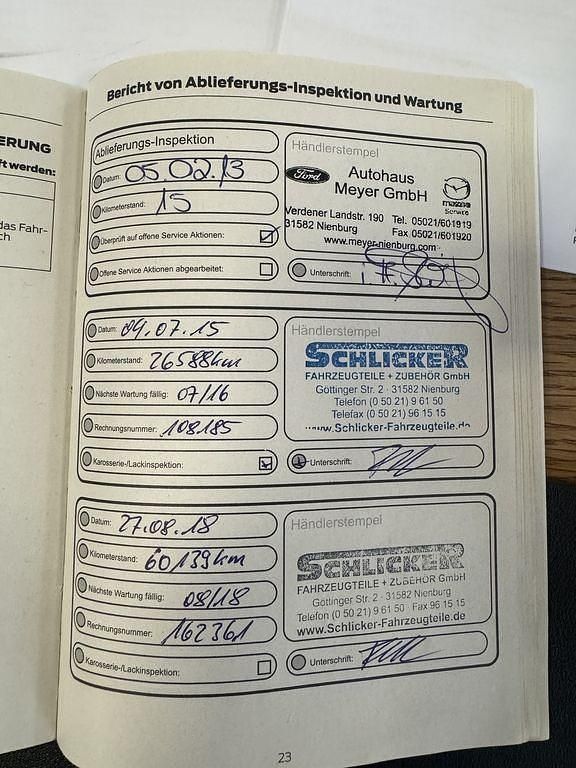 ERUNG
ft werden:
das Fahr-
ch
Bericht von Ablieferungs-Inspektion und Wartung
Ablieferungs-Inspektion
Datum: 05.02.13
Kilometerstand: 15
Überprüft auf offene Service Aktionen:
Offene Service Aktionen abgearbeitet:
Händlerstempel
Ford
Autohaus
Meyer GmbH
mazda
Service
Verdener Landstr. 190 Tel. 05021/601919
31582 Nienburg Fax 05021/601920
www.meyer-nienburg.com
Unterschrift:
Datum: 09.07.15
Kilometerstand: 26588km
Nächste Wartung fällig: 07/16
Rechnungsnummer: 108185
Karosserie-/Lackinspektion:
Händlerstempel
SCHLICKER
FAHRZEUGTEILE + ZUBEHÖR GmbH
Göttinger Str. 2 · 31582 Nienburg
Telefon (0 50 21) 9 61 50
Telefax (0 50 21) 96 15 15
www.Schlicker-Fahrzeugteile.de
Unterschrift:
Datum: 27.08.18
Kilometerstand: 60139km
Nächste Wartung fällig: 08/18
Rechnungsnummer: 162361
Karosserie-/Lackinspektion:
Händlerstempel
SCHLICKER
FAHRZEUGTEILE + ZUBEHÖR GmbH
Göttinger Str. 2 · 31582 Nienburg
Telefon (0 50 21) 9 61 50 Fax 96 15 15
www.Schlicker-Fahrzeugteile.de
Unterschrift:
23